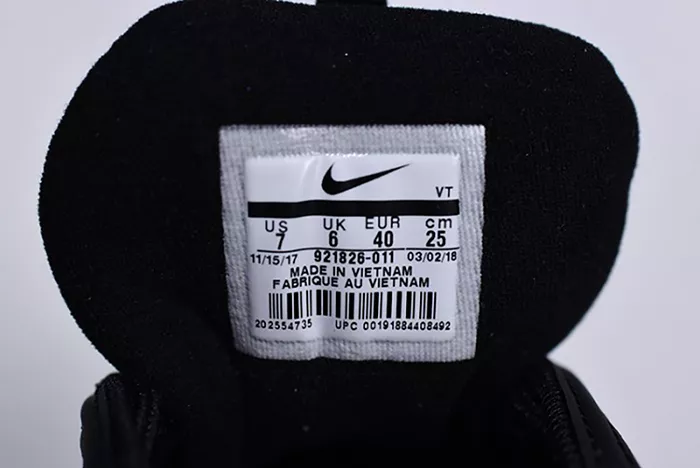 VT
US UK EUR cm
7 6 40 25
11/15/17 921826-011 03/02/18
MADE IN VIETNAM
FABRIQUE AU VIETNAM
202554735 UPC 00191884408492